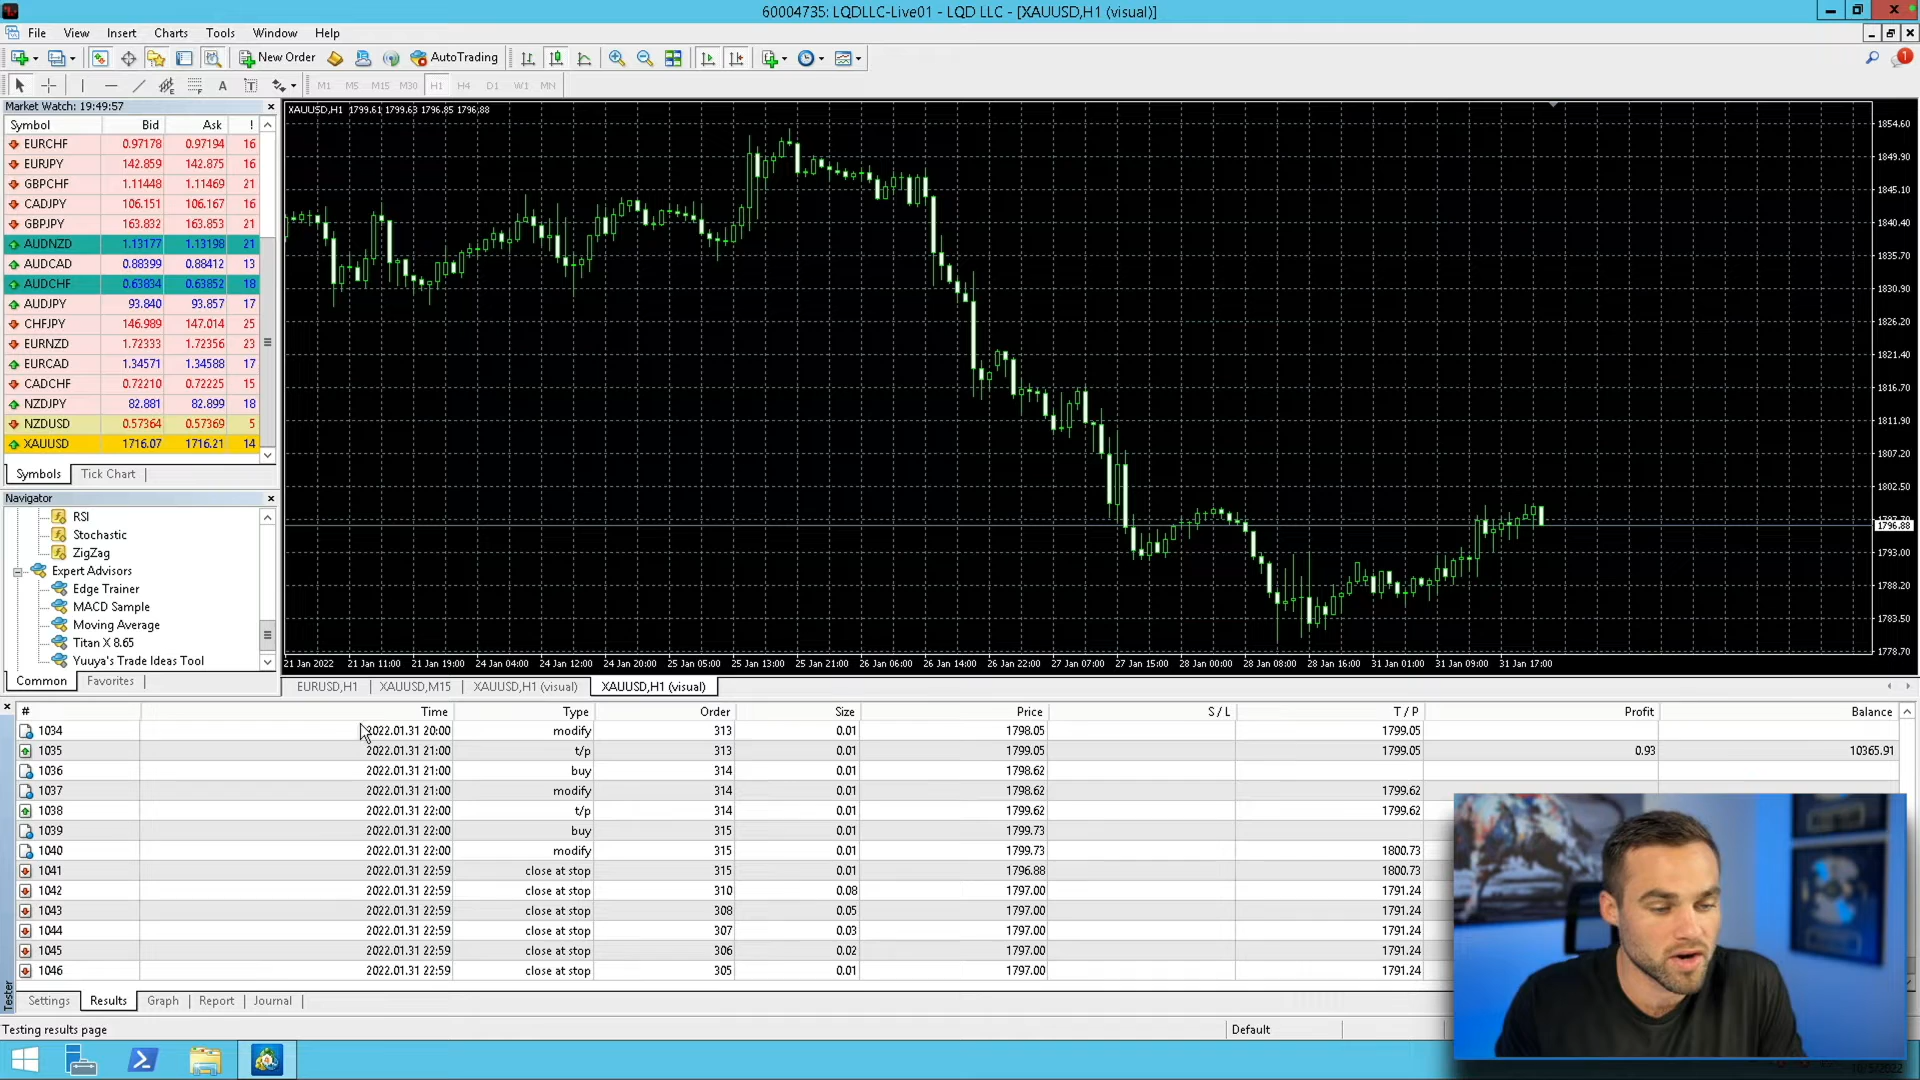 60004735: LQDLLC-Live01 - LQD LLC - [XAUUSD,H1 (visual)]
File View Insert Charts Tools Window Help
New Order AutoTrading
A T M1 M5 M15 M30 H1 H4 D1 W1 MN
Market Watch: 19:49:57
Symbol Bid Ask !
EURCHF 0.97178 0.97194 16
EURJPY 142.859 142.875 16
GBPCHF 1.11448 1.11469 21
CADJPY 106.151 106.167 16
GBPJPY 163.832 163.853 21
AUDNZD 1.13177 1.13198 21
AUDCAD 0.88399 0.88412 13
AUDCHF 0.63834 0.63852 18
AUDJPY 93.840 93.857 17
CHFJPY 146.989 147.014 25
EURNZD 1.72333 1.72356 23
EURCAD 1.34571 1.34588 17
CADCHF 0.72210 0.72225 15
NZDJPY 82.881 82.899 18
NZDUSD 0.57364 0.57369 5
XAUUSD 1716.07 1716.21 14
Symbols Tick Chart
Navigator
RSI
Stochastic
ZigZag
Expert Advisors
Edge Trainer
MACD Sample
Moving Average
Titan X 8.65
Yuuya's Trade Ideas Tool
Common Favorites
XAUUSD,H1 1799.61 1799.63 1796.85 1796.88
1854.60
1849.90
1845.10
1840.40
1835.70
1830.90
1826.20
1821.40
1816.70
1811.90
1807.20
1802.50
1796.88
1793.00
1788.20
1783.50
1778.70
21 Jan 2022 21 Jan 11:00 21 Jan 19:00 24 Jan 04:00 24 Jan 12:00 24 Jan 20:00 25 Jan 05:00 25 Jan 13:00 25 Jan 21:00 26 Jan 06:00 26 Jan 14:00 26 Jan 22:00 27 Jan 07:00 27 Jan 15:00 28 Jan 00:00 28 Jan 08:00 28 Jan 16:00 31 Jan 01:00 31 Jan 09:00 31 Jan 17:00
EURUSD,H1 XAUUSD,M15 XAUUSD,H1 (visual) XAUUSD,H1 (visual)
# Time Type Order Size Price S / L T / P Profit Balance
1034 2022.01.31 20:00 modify 313 0.01 1798.05 1799.05
1035 2022.01.31 21:00 t/p 313 0.01 1799.05 1799.05 0.93 10365.91
1036 2022.01.31 21:00 buy 314 0.01 1798.62
1037 2022.01.31 21:00 modify 314 0.01 1798.62 1799.62
1038 2022.01.31 22:00 t/p 314 0.01 1799.62 1799.62
1039 2022.01.31 22:00 buy 315 0.01 1799.73
1040 2022.01.31 22:00 modify 315 0.01 1799.73 1800.73
1041 2022.01.31 22:59 close at stop 315 0.01 1796.88 1800.73
1042 2022.01.31 22:59 close at stop 310 0.08 1797.00 1791.24
1043 2022.01.31 22:59 close at stop 308 0.05 1797.00 1791.24
1044 2022.01.31 22:59 close at stop 307 0.03 1797.00 1791.24
1045 2022.01.31 22:59 close at stop 306 0.02 1797.00 1791.24
1046 2022.01.31 22:59 close at stop 305 0.01 1797.00 1791.24
Tester
Settings Results Graph Report Journal
Testing results page Default